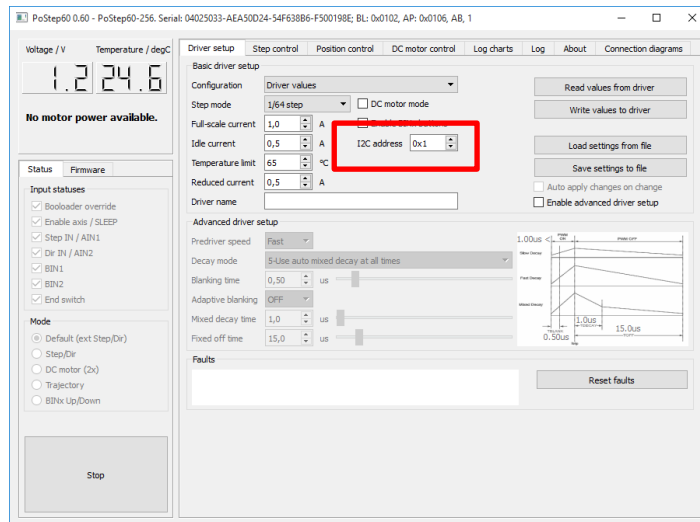 PoStep60 0.60 - PoStep60-256. Serial: 04025033-AEA50D24-54F638B6-F500198E; BL: 0x0102, AP: 0x0106, AB, 1
Voltage / V Temperature / degC
1.2 24.6
No motor power available.
Status Firmware
Input statuses
Booloader override
Enable axis / SLEEP
Step IN / AIN1
Dir IN / AIN2
BIN1
BIN2
End switch
Mode
Default (ext Step/Dir)
Step/Dir
DC motor (2x)
Trajectory
BINx Up/Down
Stop
Driver setup Step control Position control DC motor control Log charts Log About Connection diagrams
Basic driver setup
Configuration Driver values
Step mode 1/64 step DC motor mode
Full-scale current 1,0 A
Idle current 0,5 A I2C address 0x1
Temperature limit 65 ºC
Reduced current 0,5 A
Driver name
Read values from driver
Write values to driver
Load settings from file
Save settings to file
Auto apply changes on change
Enable advanced driver setup
Advanced driver setup
Predriver speed Fast
Decay mode 5-Use auto mixed decay at all times
Blanking time 0,50 us
Adaptive blanking OFF
Mixed decay time 1,0 us
Fixed off time 15,0 us
1.00us <
PWM OFF
Slow Decay
Fast Decay
Mixed Decay
1.0us
15.0us
0.50us
Faults
Reset faults